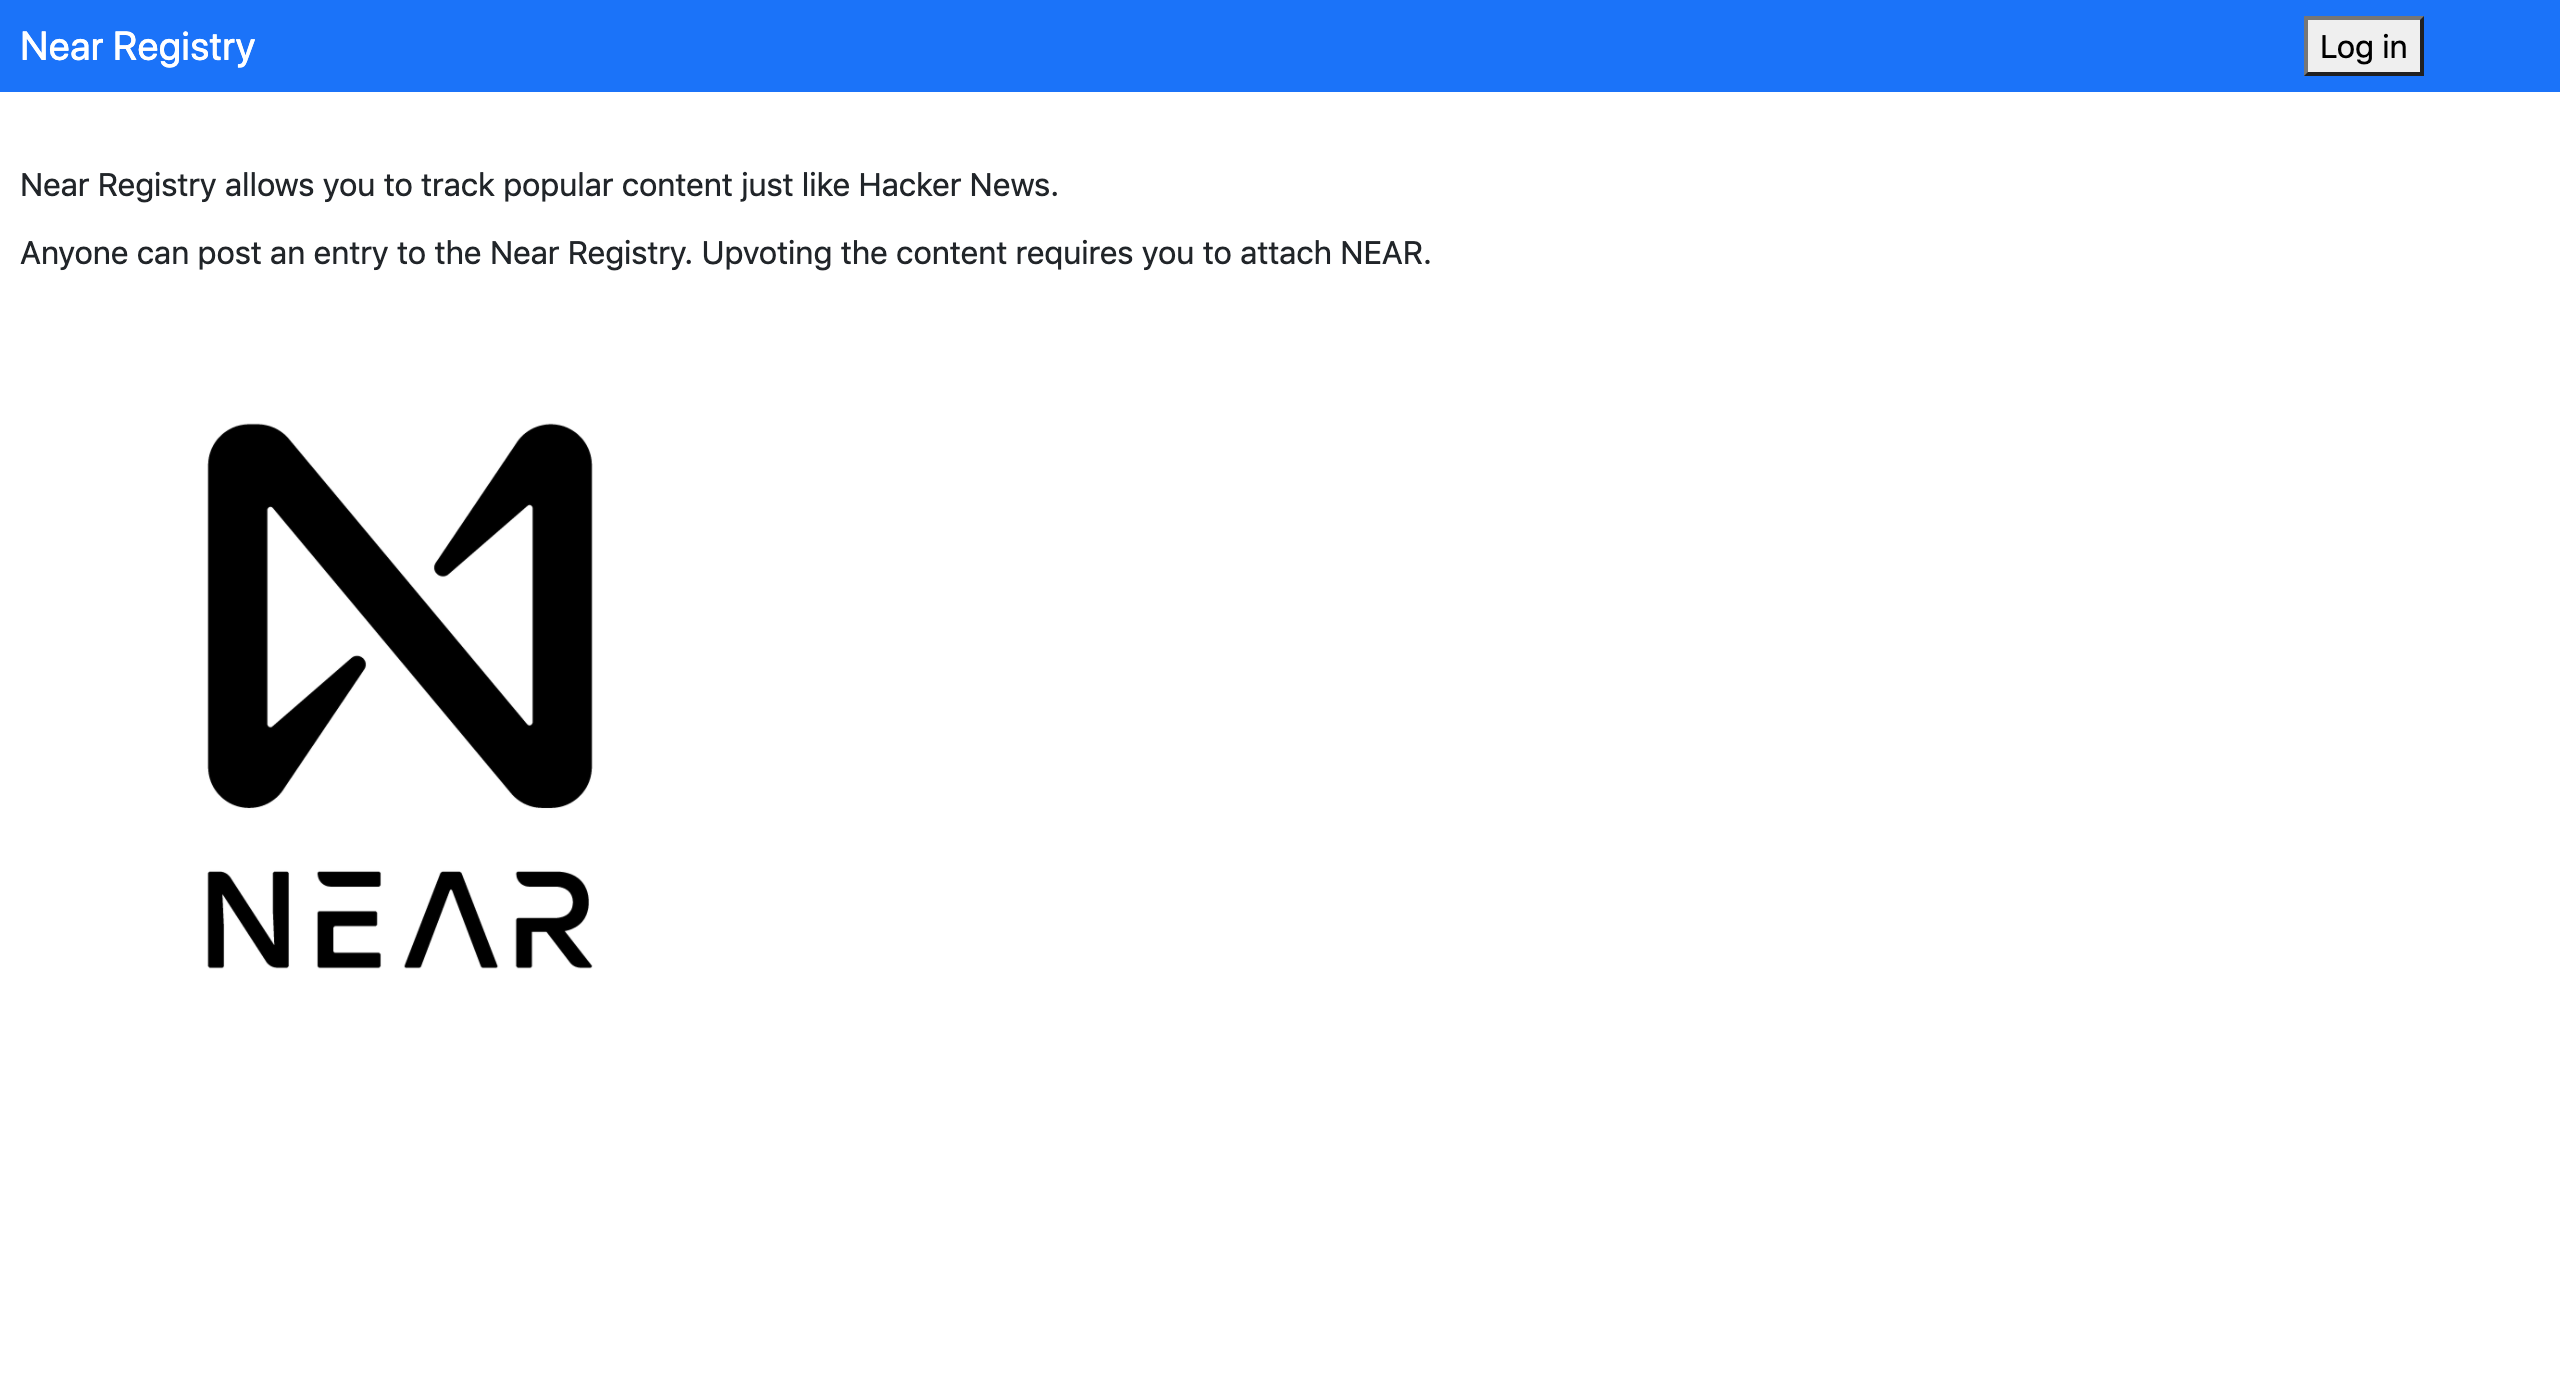 Near Registry
Log in
Near Registry allows you to track popular content just like Hacker News.
Anyone can post an entry to the Near Registry. Upvoting the content requires you to attach NEAR.
NEAR